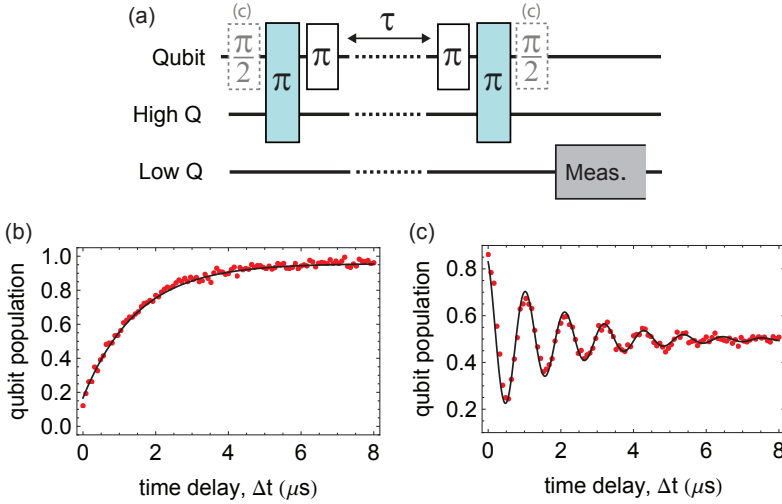 (a)
(c) τ (c)
Qubit π/2 π π π π π/2
High Q
Low Q Meas.
(b) (c)
qubit population
1.0
0.8
0.6
0.4
0.2
0.0
0 2 4 6 8
time delay, Δt (μs)
qubit population
0.8
0.6
0.4
0.2
0 2 4 6 8
time delay, Δt (μs)